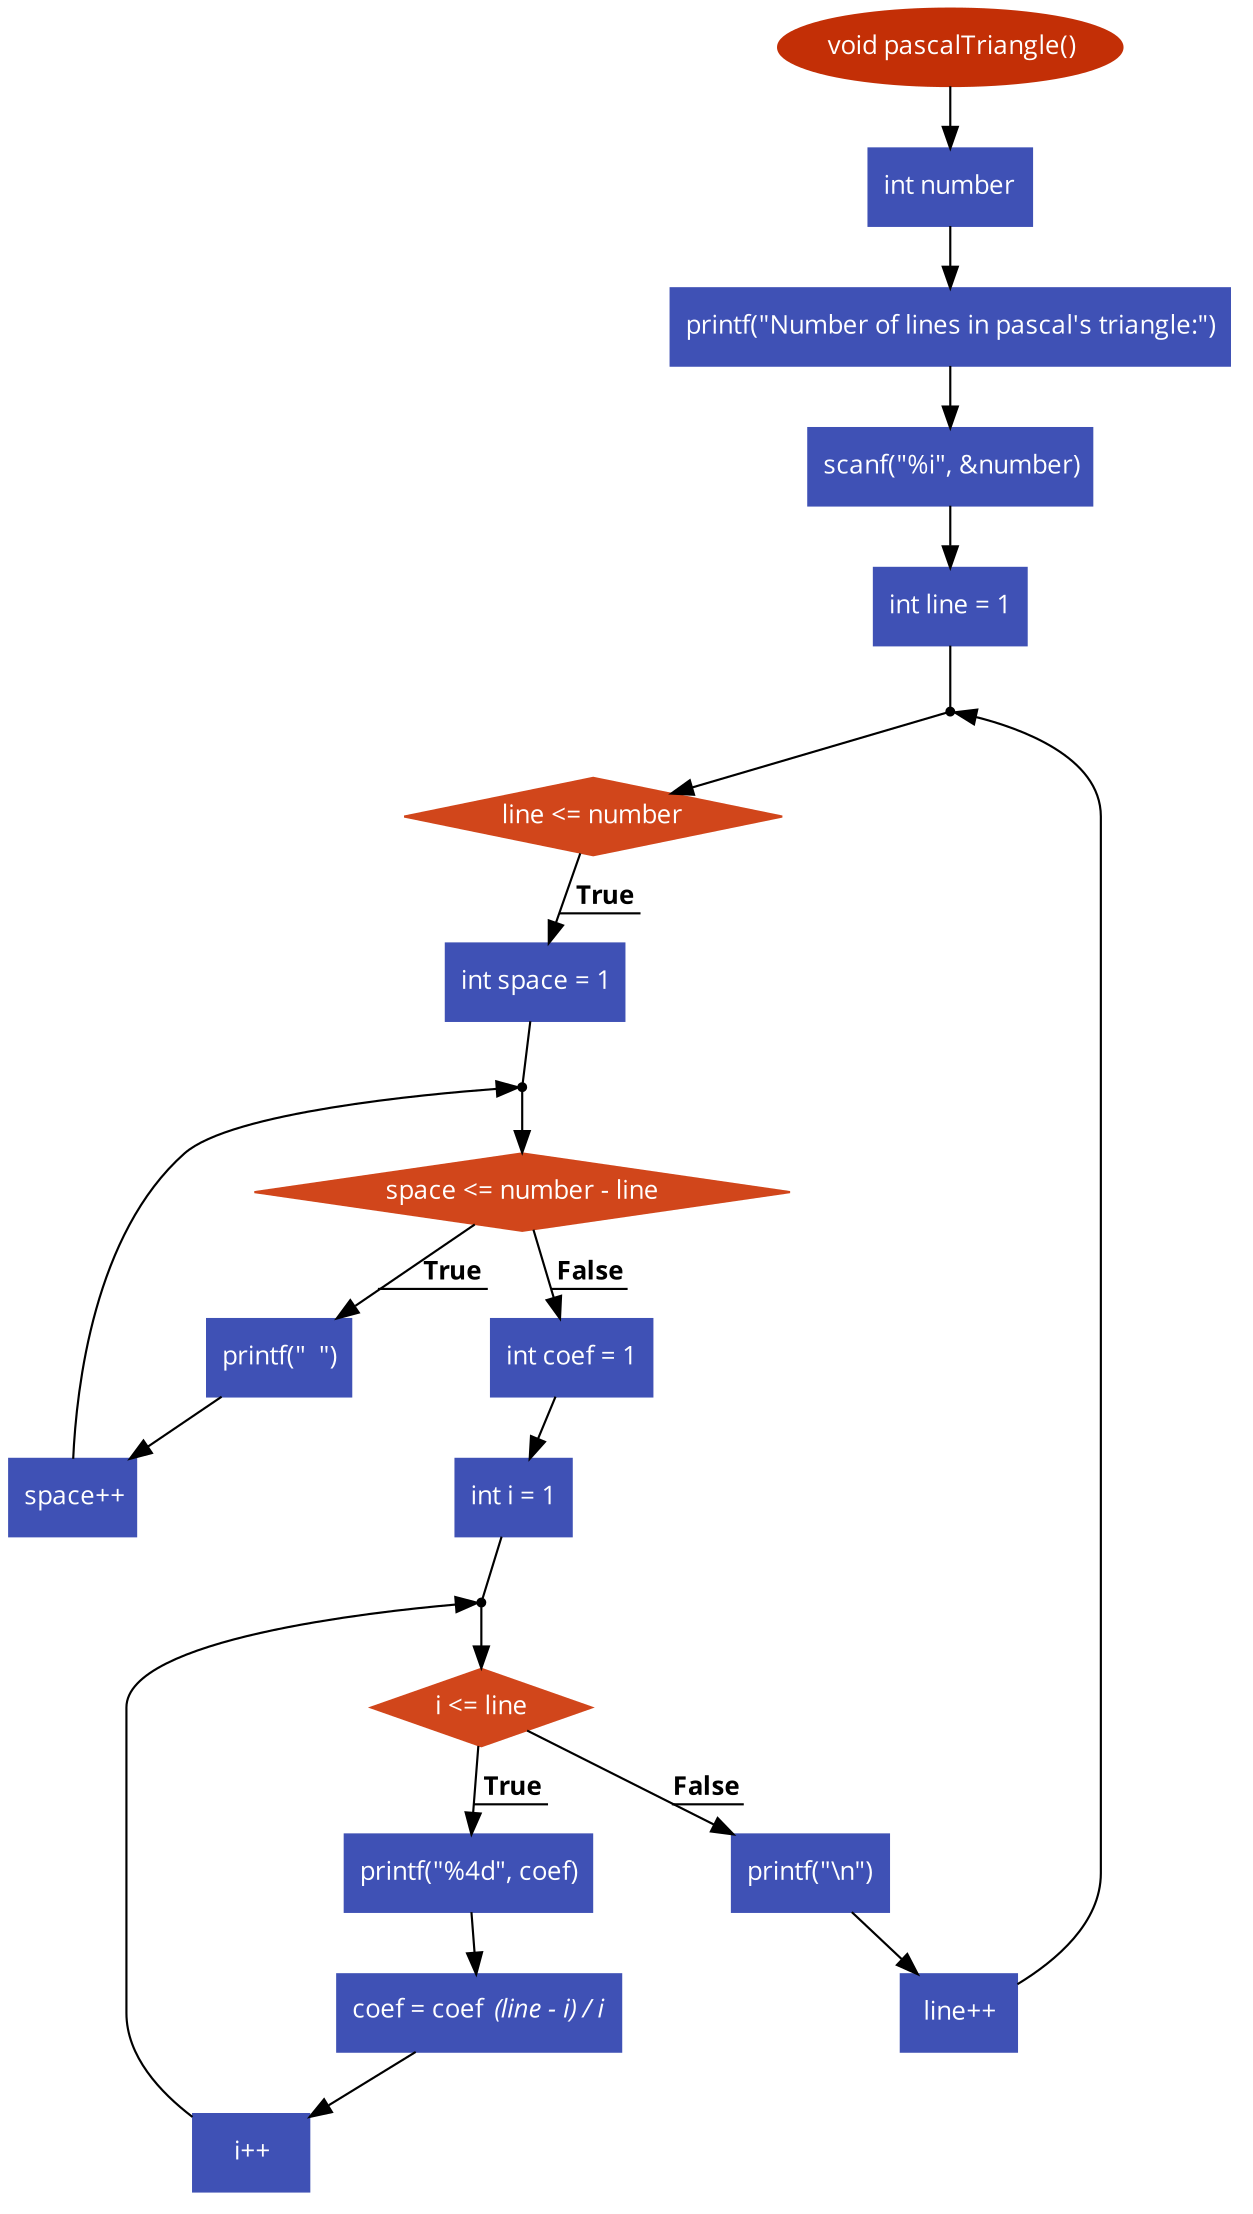 void pascalTriangle()
int number
printf("Number of lines in pascal's triangle:")
scanf("%i", &number)
int line = 1
line <= number
True
int space = 1
space <= number - line
True
False
printf("  ")
int coef = 1
space++
int i = 1
i <= line
True
False
printf("%4d", coef)
printf("\n")
coef = coef (line - i) / i
line++
i++